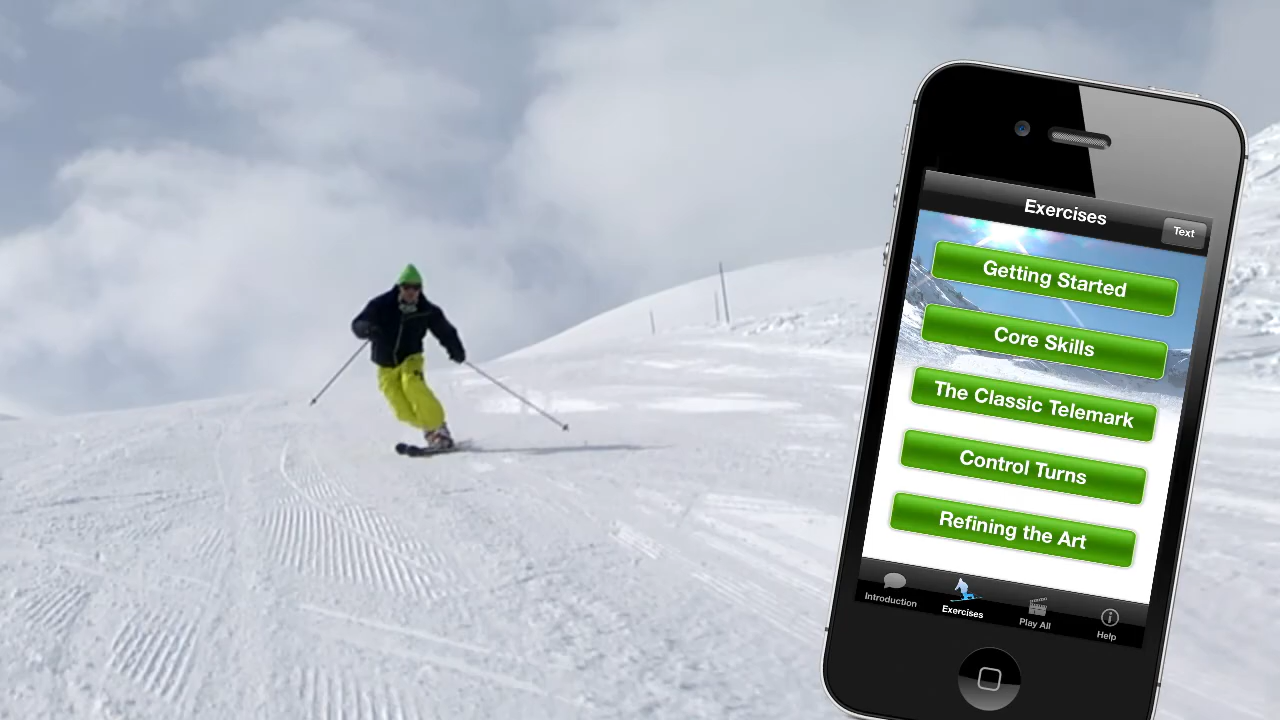 Exercises
Text
Getting Started
Core Skills
The Classic Telemark
Control Turns
Refining the Art
Introduction
Exercises
Play All
Help